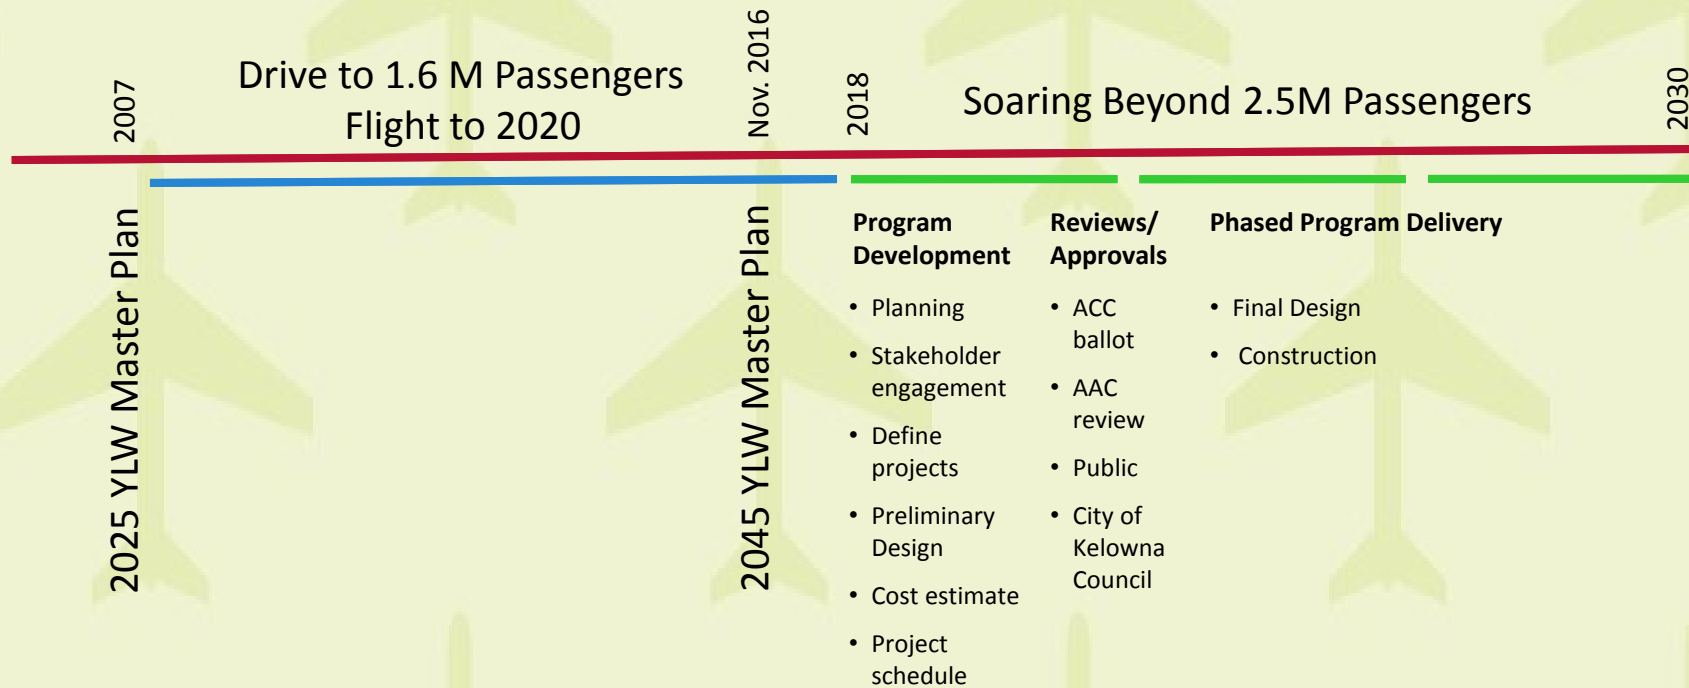 2007
Drive to 1.6 M Passengers
Flight to 2020
Nov. 2016
2018
Soaring Beyond 2.5M Passengers
2030
2025 YLW Master Plan
2045 YLW Master Plan
Program
Development
• Planning
• Stakeholder
engagement
• Define
projects
• Preliminary
Design
• Cost estimate
• Project
schedule
Reviews/
Approvals
• ACC
ballot
• AAC
review
• Public
• City of
Kelowna
Council
Phased Program Delivery
• Final Design
• Construction